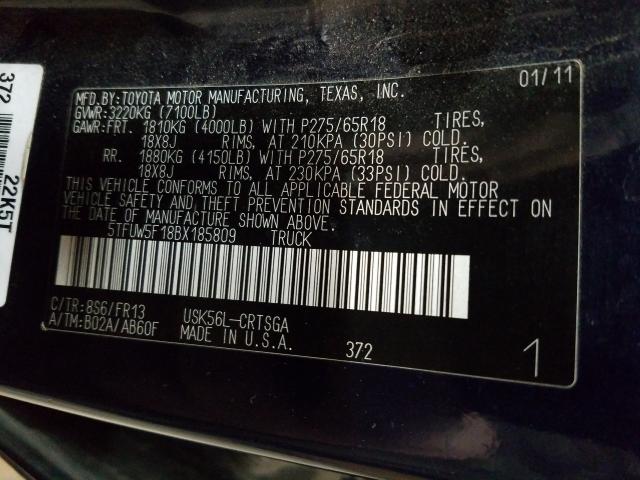 01/11
MFD.BY:TOYOTA MOTOR MANUFACTURING, TEXAS, INC.
GVWR:3220KG (7100LB)
GAWR:FRT. 1810KG (4000LB) WITH P275/65R18 TIRES,
18X8J RIMS, AT 210KPA (30PSI) COLD.
RR. 1880KG (4150LB) WITH P275/65R18 TIRES,
18X8J RIMS, AT 230KPA (33PSI) COLD.
THIS VEHICLE CONFORMS TO ALL APPLICABLE FEDERAL MOTOR
VEHICLE SAFETY AND THEFT PREVENTION STANDARDS IN EFFECT ON
THE DATE OF MANUFACTURE SHOWN ABOVE.
5TFUW5F18BX185809 TRUCK
C/TR:8S6/FR13 USK56L-CRTSGA
A/TM:B02A/AB60F MADE IN U.S.A.
372
1
372
22K5T